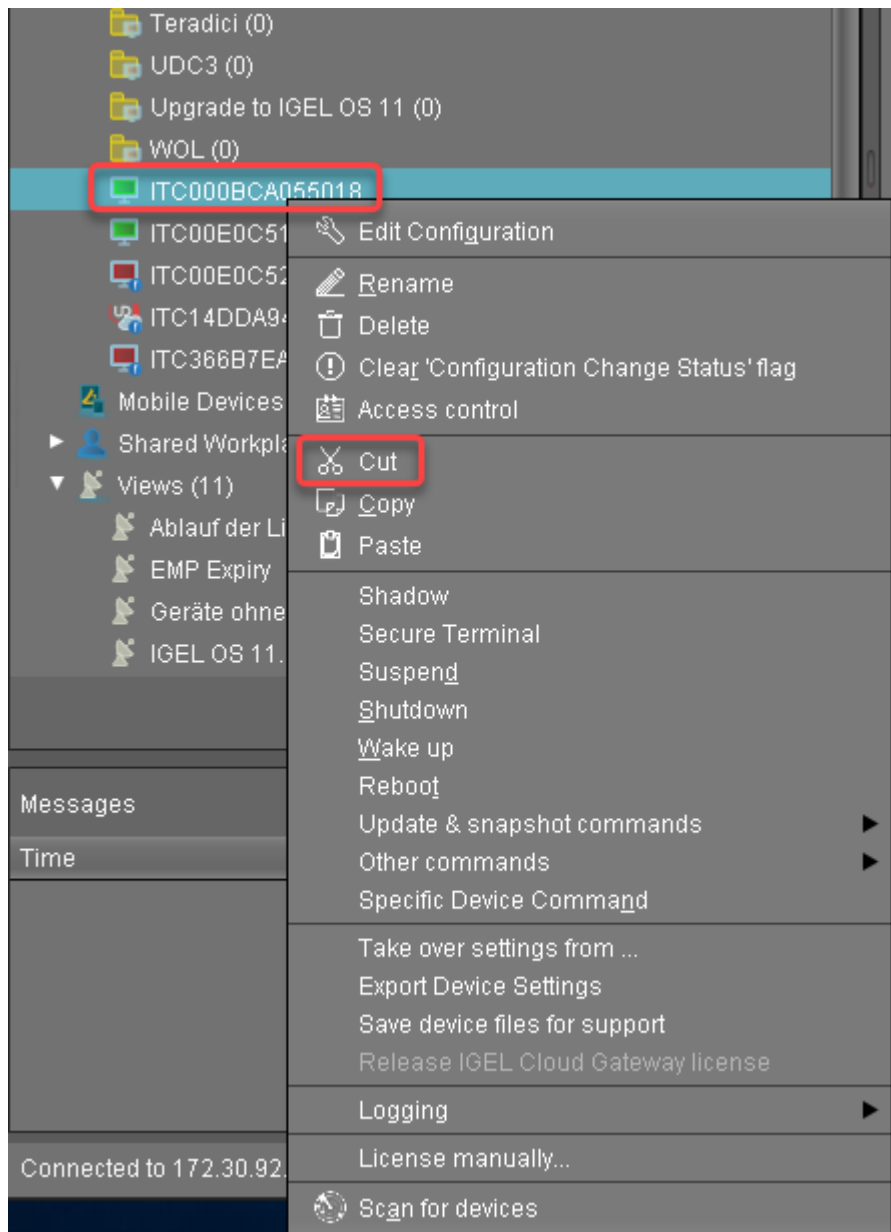 Teradici (0)
UDC3 (0)
Upgrade to IGEL OS 11 (0)
WOL (0)
ITC000BCA055018
ITC00E0C51
Edit Configuration
ITC00E0C52
Rename
ITC14DDA94
Delete
ITC366B7EA
Clear 'Configuration Change Status' flag
Mobile Devices
Access control
Shared Workpla
Cut
Views (11)
Copy
Ablauf der Li
Paste
EMP Expiry
Shadow
Geräte ohne
Secure Terminal
IGEL OS 11.
Suspend
Shutdown
Wake up
Reboot
Messages
Update & snapshot commands
Time
Other commands
Specific Device Command
Take over settings from ...
Export Device Settings
Save device files for support
Release IGEL Cloud Gateway license
Logging
Connected to 172.30.92.
License manually...
Scan for devices